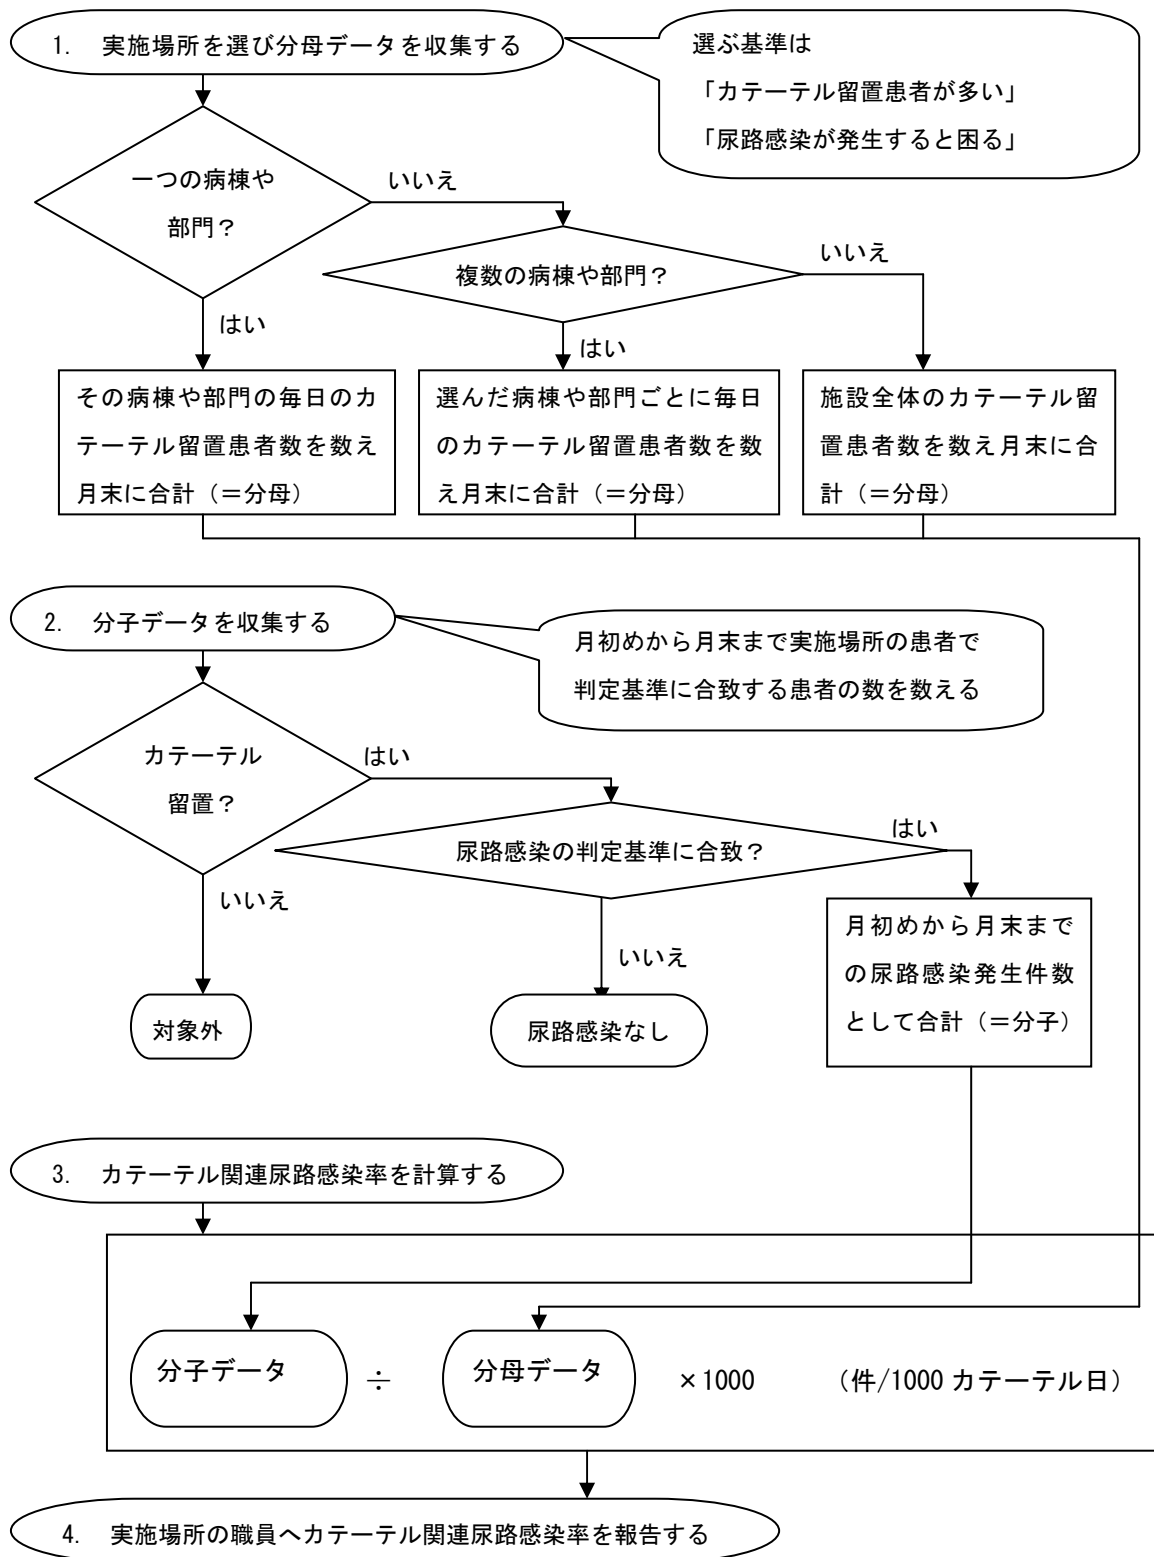 1. 実施場所を選び分母データを収集する
選ぶ基準は
「カテーテル留置患者が多い」
「尿路感染が発生すると困る」
一つの病棟や
部門？
いいえ
複数の病棟や部門？
いいえ
はい
はい
その病棟や部門の毎日のカ
テーテル留置患者数を数え
月末に合計（＝分母）
選んだ病棟や部門ごとに毎日
のカテーテル留置患者数を数
え月末に合計（＝分母）
施設全体のカテーテル留
置患者数を数え月末に合
計（＝分母）
2. 分子データを収集する
月初めから月末まで実施場所の患者で
判定基準に合致する患者の数を数える
カテーテル
留置？
はい
尿路感染の判定基準に合致？
はい
いいえ
いいえ
月初めから月末まで
の尿路感染発生件数
として合計（＝分子）
対象外
尿路感染なし
3. カテーテル関連尿路感染率を計算する
分子データ
÷
分母データ
×1000
（件/1000 カテーテル日）
4. 実施場所の職員へカテーテル関連尿路感染率を報告する